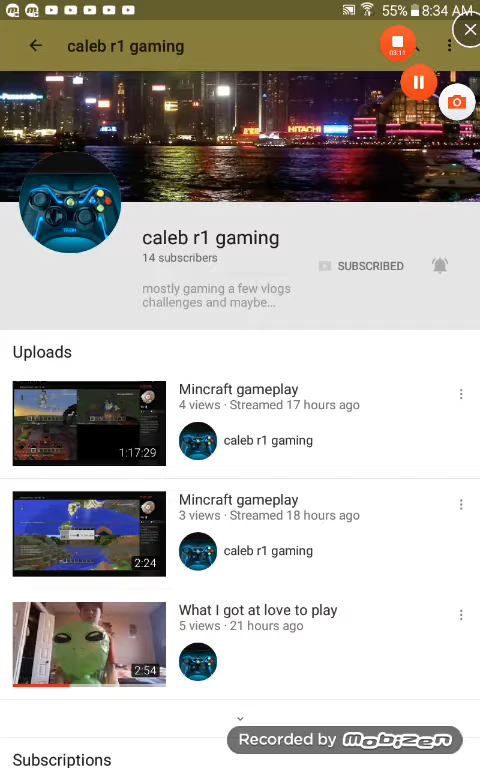 55% 8:34 AM
caleb r1 gaming
03:11
HITACHI
caleb r1 gaming
14 subscribers
SUBSCRIBED
mostly gaming a few vlogs
challenges and maybe...
Uploads
Mincraft gameplay
4 views · Streamed 17 hours ago
caleb r1 gaming
1:17:29
Mincraft gameplay
3 views · Streamed 18 hours ago
caleb r1 gaming
2:24
What I got at love to play
5 views · 21 hours ago
2:54
Recorded by Mobizen
Subscriptions